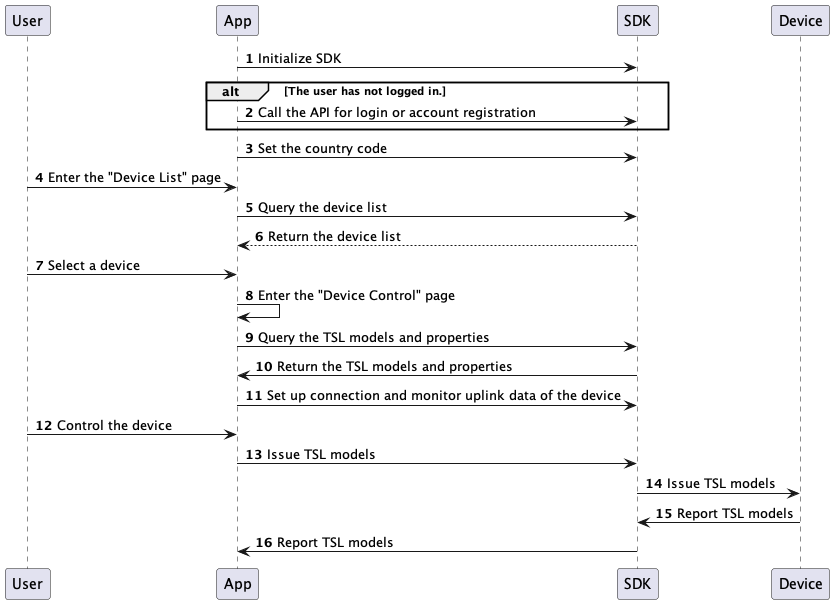 User App SDK Device
1 Initialize SDK
alt [The user has not logged in.]
2 Call the API for login or account registration
3 Set the country code
4 Enter the "Device List" page
5 Query the device list
6 Return the device list
7 Select a device
8 Enter the "Device Control" page
9 Query the TSL models and properties
10 Return the TSL models and properties
11 Set up connection and monitor uplink data of the device
12 Control the device
13 Issue TSL models
14 Issue TSL models
15 Report TSL models
16 Report TSL models
User App SDK Device